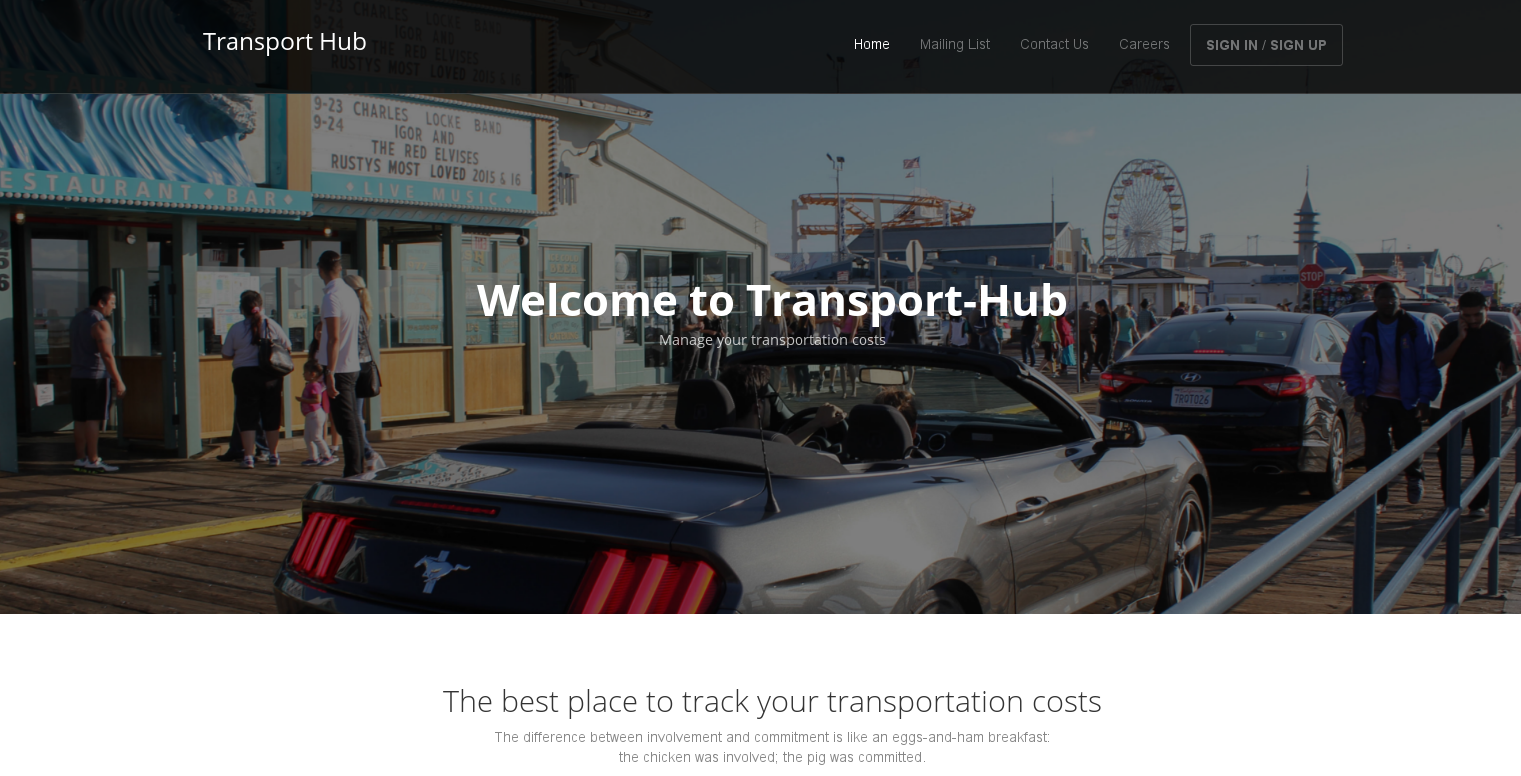 Transport Hub
Home
Mailing List
Contact Us
Careers
SIGN IN / SIGN UP
9-23 CHARLES LOCKE BAND
9-24 IGOR AND
THE RED ELVISES
RUSTYS MOST LOVED 2015 & 16
ESTAURANT ♦ BAR ♦
♦ LIVE MUSIC ♦
STOP
Welcome to Transport-Hub
Manage your transportation costs
The best place to track your transportation costs
The difference between involvement and commitment is like an eggs-and-ham breakfast:
the chicken was involved; the pig was committed.